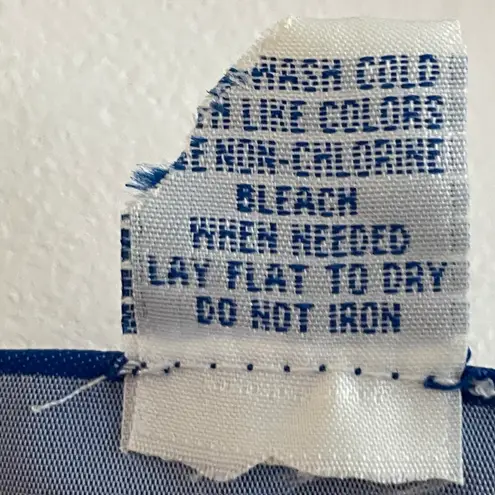 WASH COLD
LIKE COLORS
NON-CHLORINE
BLEACH
WHEN NEEDED
LAY FLAT TO DRY
DO NOT IRON